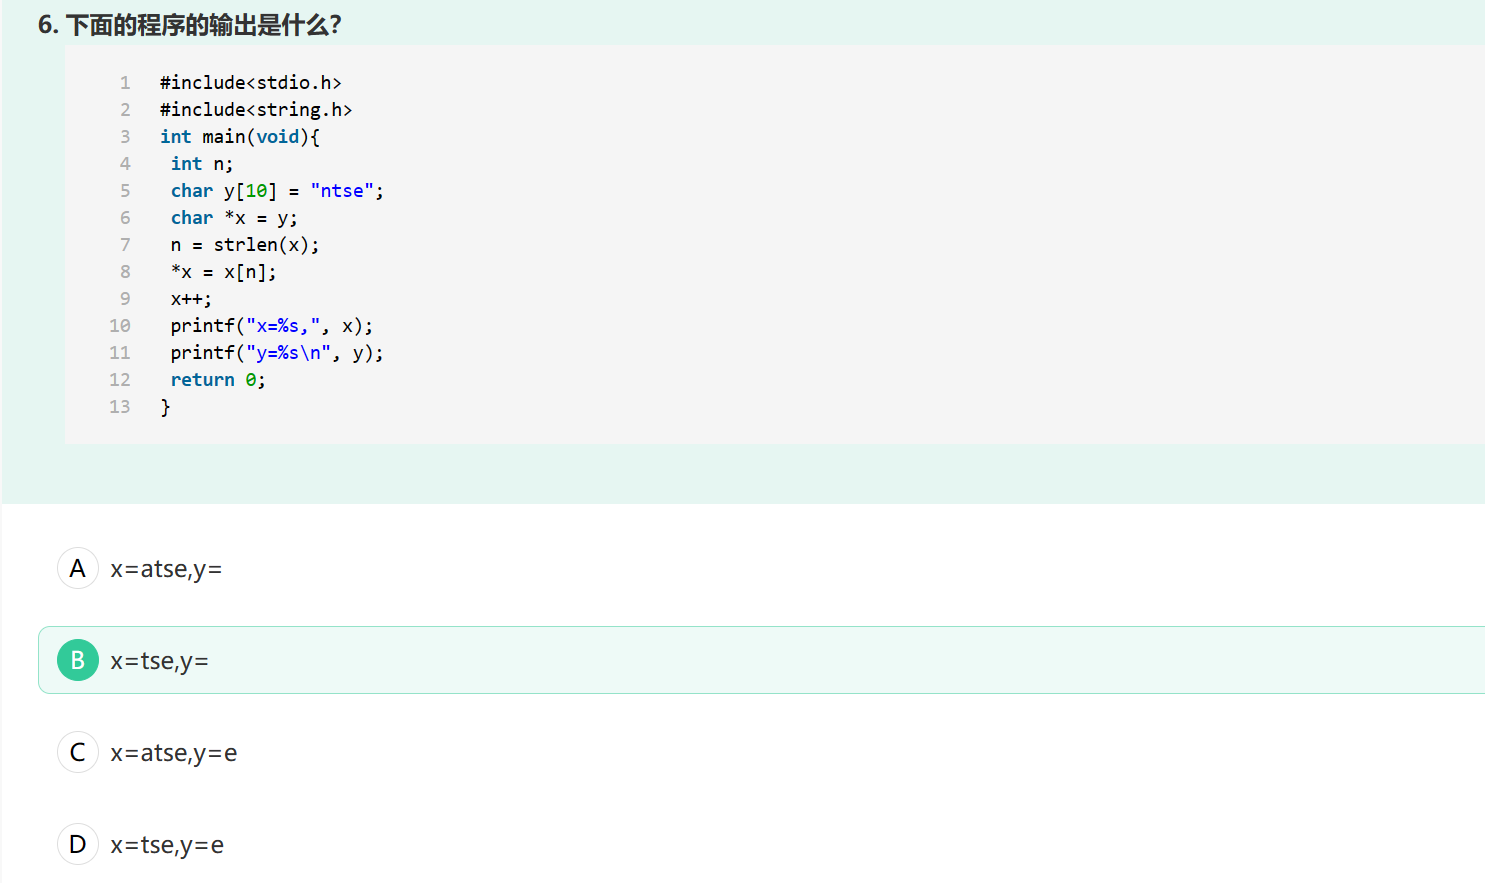 6. 下面的程序的输出是什么?
1 #include<stdio.h>
2 #include<string.h>
3 int main(void){
4 int n;
5 char y[10] = "ntse";
6 char *x = y;
7 n = strlen(x);
8 *x = x[n];
9 x++;
10 printf("x=%s,", x);
11 printf("y=%s\n", y);
12 return 0;
13 }
A x=atse,y=
B x=tse,y=
C x=atse,y=e
D x=tse,y=e